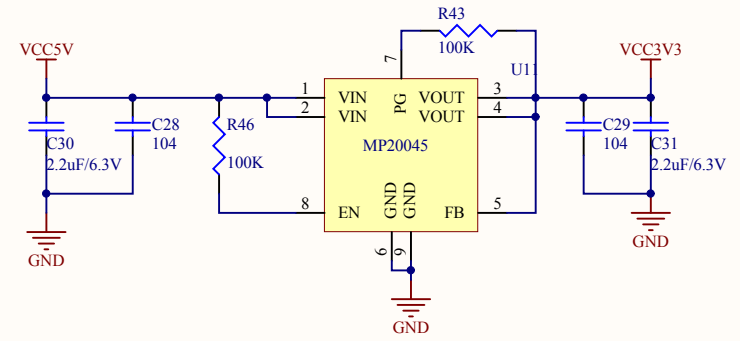 R43
100K
VCC5V
VCC3V3
7
U11
1
VIN
PG
VOUT
3
2
VIN
VOUT
4
C30
2.2uF/6.3V
C28
104
R46
100K
MP20045
C29
104
C31
2.2uF/6.3V
8
EN
GND
GND
FB
5
6
9
GND
GND
GND